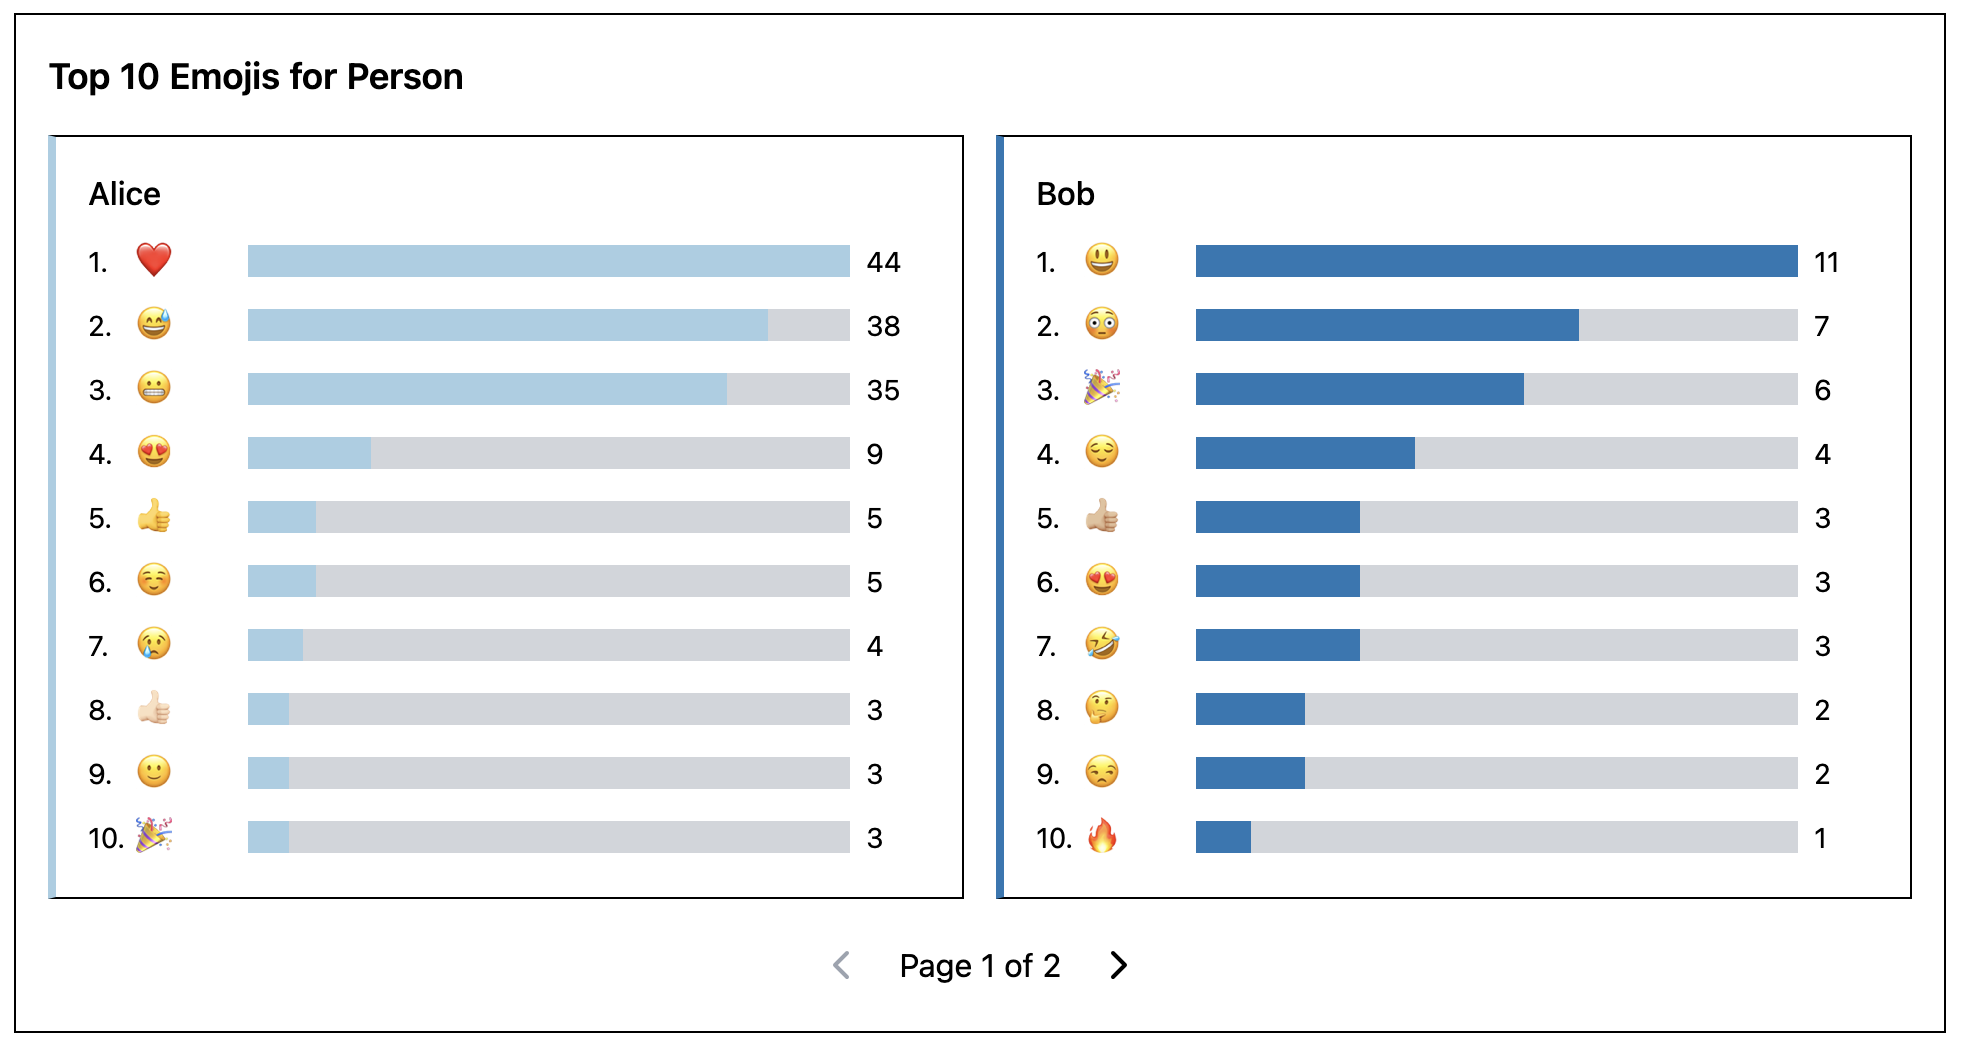 Top 10 Emojis for Person
Alice
1. ❤️ 44
2. 😅 38
3. 😬 35
4. 😍 9
5. 👍 5
6. ☺️ 5
7. 😢 4
8. 👍🏻 3
9. 🙂 3
10. 🎉 3
Bob
1. 😃 11
2. 😳 7
3. 🎉 6
4. 😌 4
5. 👍🏼 3
6. 😍 3
7. 🤣 3
8. 🤔 2
9. 😒 2
10. 🔥 1
Page 1 of 2